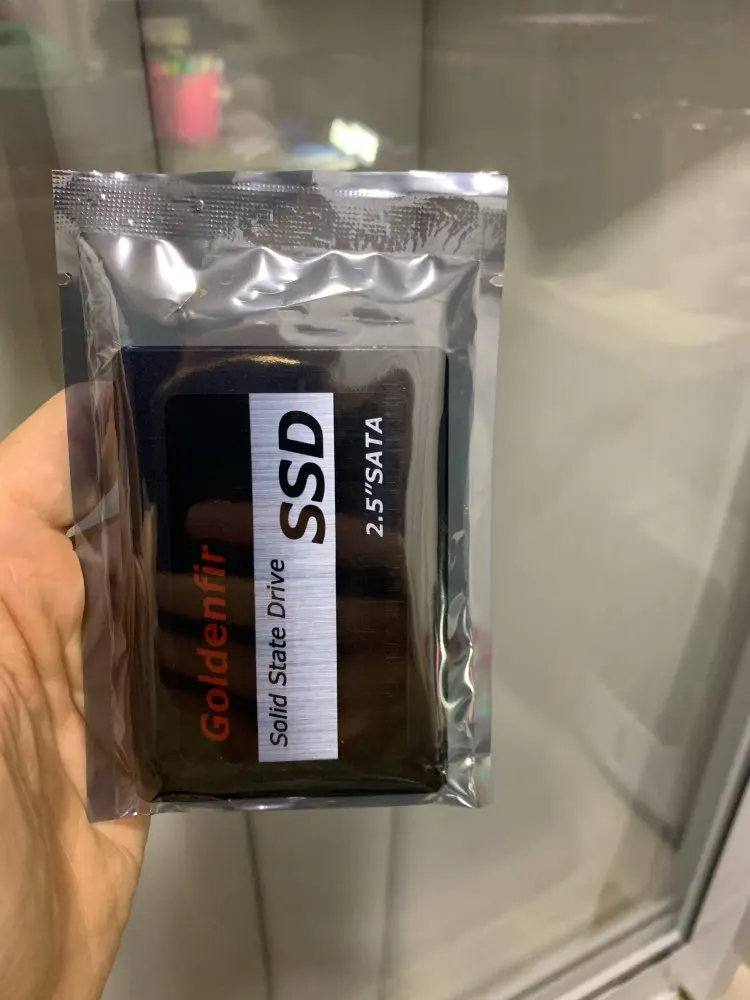 Goldenfir
Solid State Drive SSD
2.5"SATA